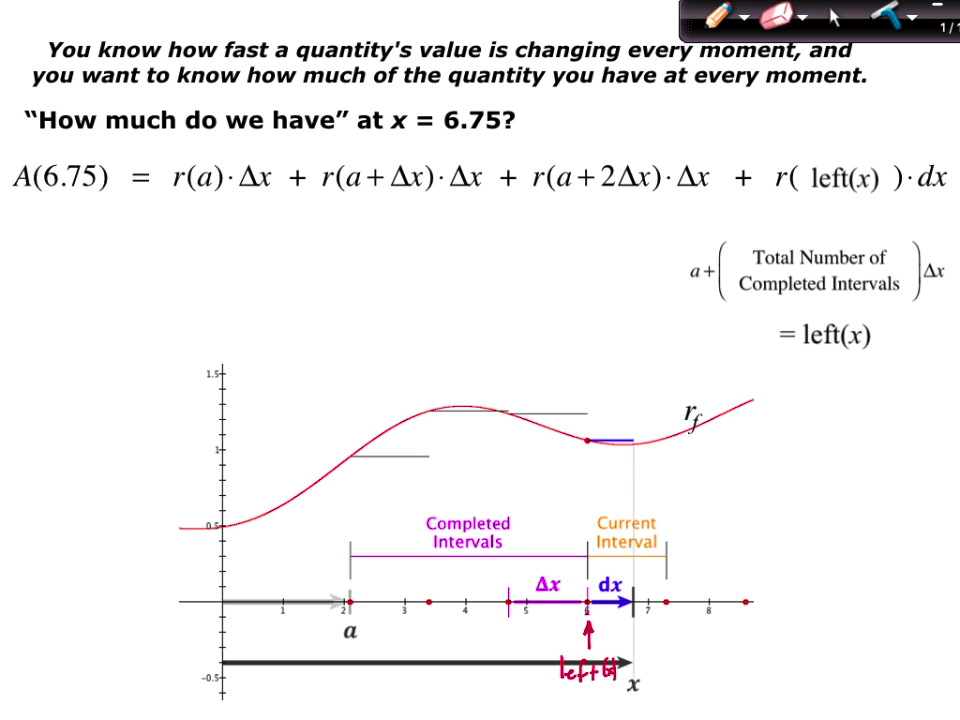 1/1
You know how fast a quantity's value is changing every moment, and
you want to know how much of the quantity you have at every moment.
“How much do we have” at x = 6.75?
A(6.75) = r(a)·Δx + r(a+Δx)·Δx + r(a+2Δx)·Δx + r( left(x) )·dx
a+( Total Number of
Completed Intervals )Δx
= left(x)
1.5
1
0.5
-0.5
r_f
Completed
Intervals
Current
Interval
Δx
dx
1 2 3 4 5 6 7 8
a
left(x)
x